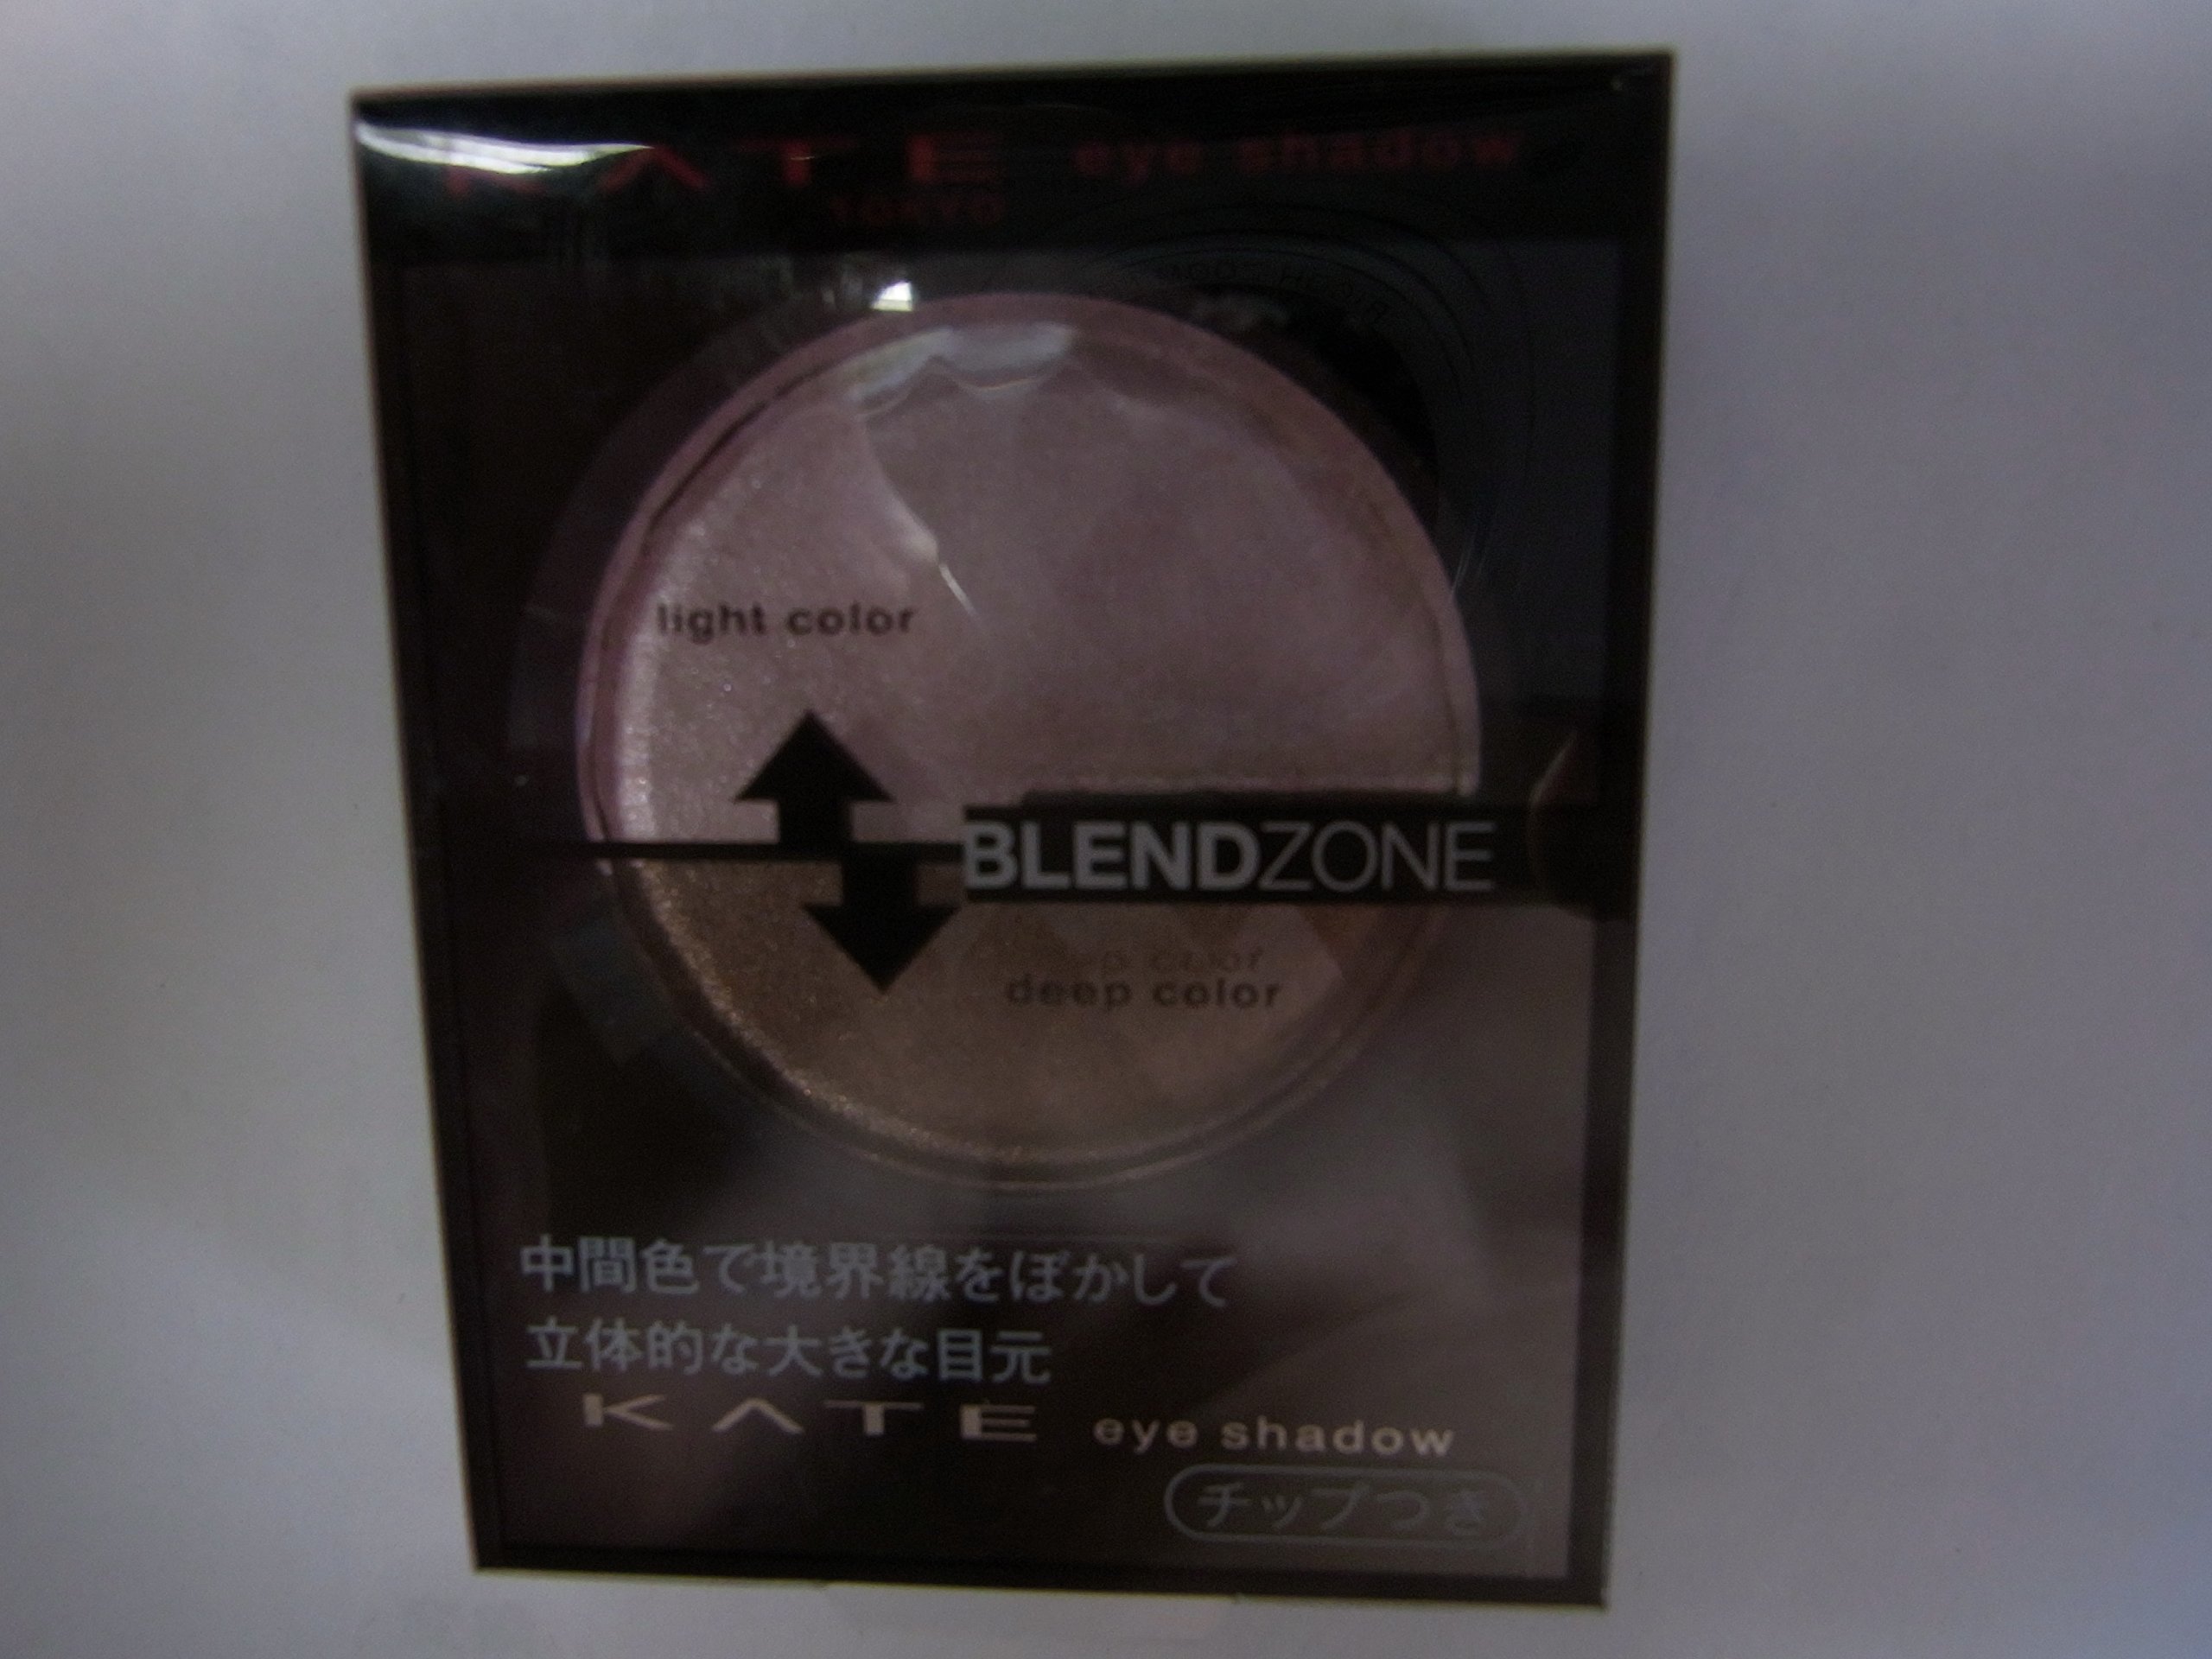 KATE eye shadow
TOKYO
light color
BLENDZONE
deep color
中間色で境界線をぼかして
立体的な大きな目元
KATE eye shadow
チップつき